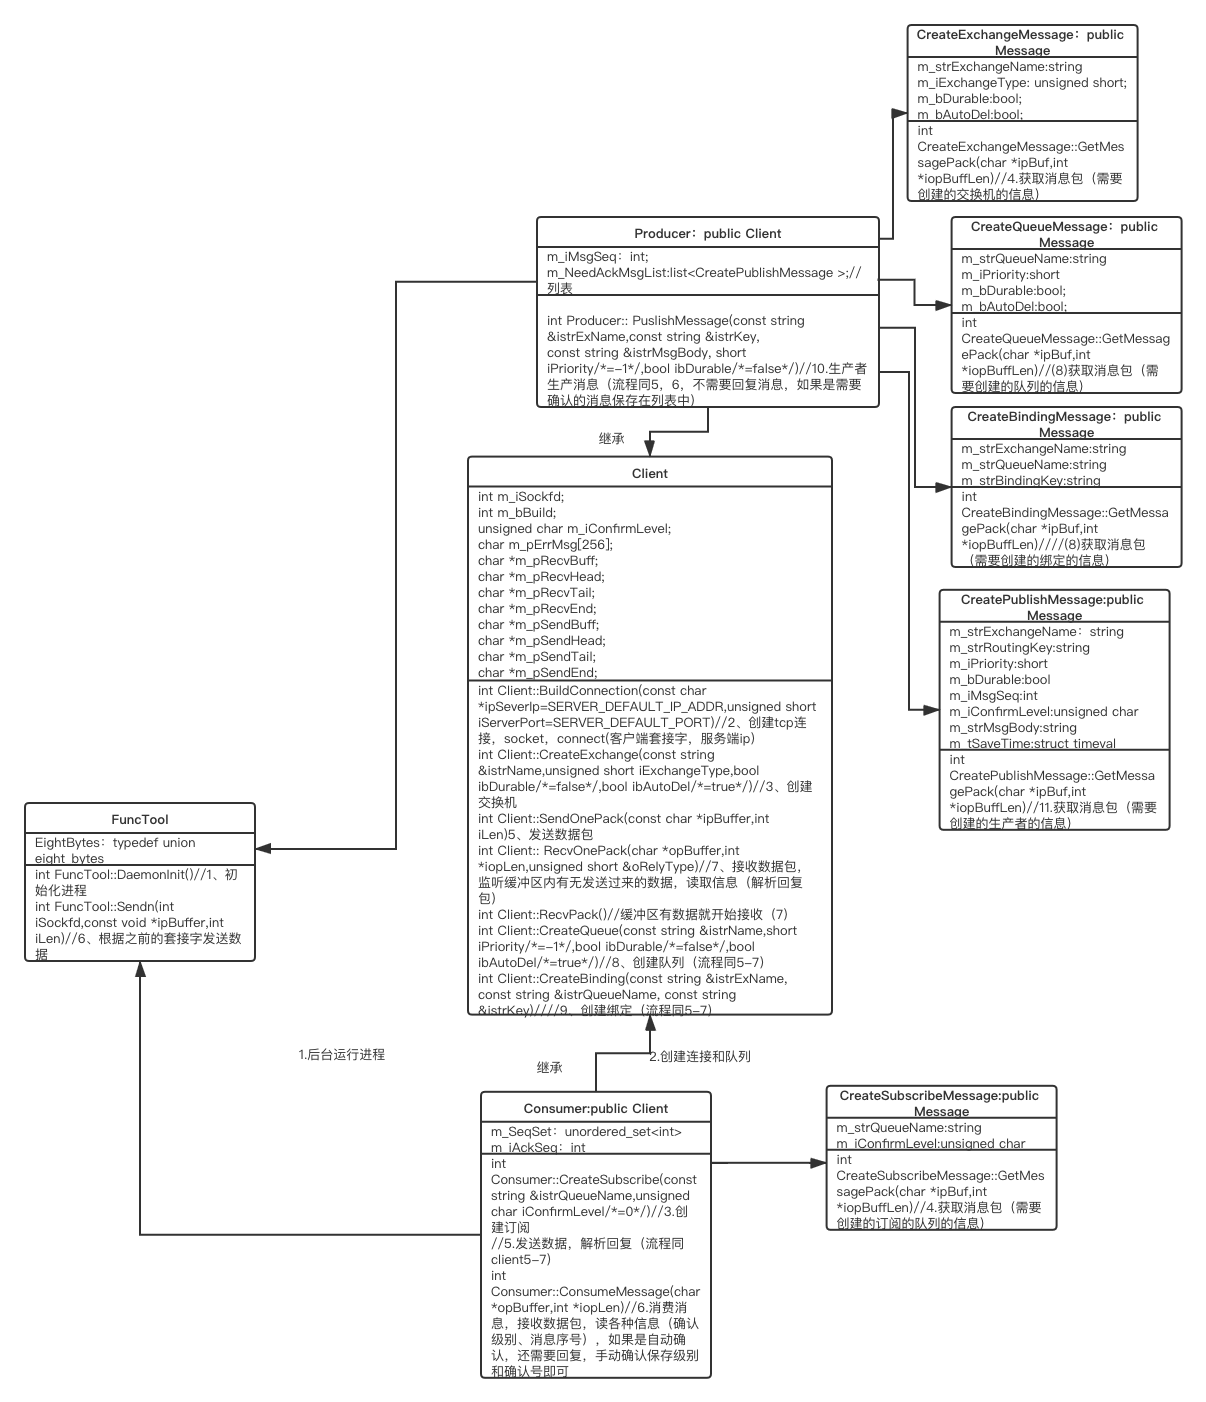 CreateExchangeMessage：public
Message
m_strExchangeName:string
m_iExchangeType: unsigned short;
m_bDurable:bool;
m_bAutoDel:bool;
int
CreateExchangeMessage::GetMes
sagePack(char *ipBuf,int
*iopBuffLen)//4.获取消息包（需要
创建的交换机的信息）
Producer：public Client
m_iMsgSeq：int;
m_NeedAckMsgList:list<CreatePublishMessage >;//
列表
int Producer:: PuslishMessage(const string
&istrExName,const string &istrKey,
const string &istrMsgBody, short
iPriority/*=-1*/,bool ibDurable/*=false*/)//10.生产者
生产消息（流程同5，6，不需要回复消息，如果是需要
确认的消息保存在列表中）
CreateQueueMessage：public
Message
m_strQueueName:string
m_iPriority:short
m_bDurable:bool;
m_bAutoDel:bool;
int
CreateQueueMessage::GetMessag
ePack(char *ipBuf,int
*iopBuffLen)//(8)获取消息包（需
要创建的队列的信息）
CreateBindingMessage：public
Message
m_strExchangeName:string
m_strQueueName:string
m_strBindingKey:string
int
CreateBindingMessage::GetMessa
gePack(char *ipBuf,int
*iopBuffLen)////(8)获取消息包
（需要创建的绑定的信息）
继承
Client
int m_iSockfd;
int m_bBuild;
unsigned char m_iConfirmLevel;
char m_pErrMsg[256];
char *m_pRecvBuff;
char *m_pRecvHead;
char *m_pRecvTail;
char *m_pRecvEnd;
char *m_pSendBuff;
char *m_pSendHead;
char *m_pSendTail;
char *m_pSendEnd;
int Client::BuildConnection(const char
*ipSeverIp=SERVER_DEFAULT_IP_ADDR,unsigned short
iServerPort=SERVER_DEFAULT_PORT)//2、创建tcp连
接，socket，connect(客户端套接字，服务端ip)
int Client::CreateExchange(const string
&istrName,unsigned short iExchangeType,bool
ibDurable/*=false*/,bool ibAutoDel/*=true*/)//3、创建
交换机
int Client::SendOnePack(const char *ipBuffer,int
iLen)5、发送数据包
int Client:: RecvOnePack(char *opBuffer,int
*iopLen,unsigned short &oRelyType)//7、接收数据包，
监听缓冲区内有无发送过来的数据，读取信息（解析回复
包）
int Client::RecvPack()//缓冲区有数据就开始接收（7）
int Client::CreateQueue(const string &istrName,short
iPriority/*=-1*/,bool ibDurable/*=false*/,bool
ibAutoDel/*=true*/)//8、创建队列（流程同5-7）
int Client::CreateBinding(const string &istrExName,
const string &istrQueueName, const string
&istrKey)////9、创建绑定（流程同5-7）
CreatePublishMessage:public
Message
m_strExchangeName：string
m_strRoutingKey:string
m_iPriority:short
m_bDurable:bool
m_iMsgSeq:int
m_iConfirmLevel:unsigned char
m_strMsgBody:string
m_tSaveTime:struct timeval
int
CreatePublishMessage::GetMessa
gePack(char *ipBuf,int
*iopBuffLen)//11.获取消息包（需要
创建的生产者的信息）
FuncTool
EightBytes：typedef union
eight_bytes
int FuncTool::DaemonInit()//1、初
始化进程
int FuncTool::Sendn(int
iSockfd,const void *ipBuffer,int
iLen)//6、根据之前的套接字发送数
据
1.后台运行进程
继承
2.创建连接和队列
Consumer:public Client
m_SeqSet：unordered_set<int>
m_iAckSeq：int
int
Consumer::CreateSubscribe(const
string &istrQueueName,unsigned
char iConfirmLevel/*=0*/)//3.创
建订阅
//5.发送数据，解析回复（流程同
client5-7)
int
Consumer::ConsumeMessage(char
*opBuffer,int *iopLen)//6.消费消
息，接收数据包，读各种信息（确认
级别、消息序号），如果是自动确
认，还需要回复，手动确认保存级别
和确认号即可
CreateSubscribeMessage:public
Message
m_strQueueName:string
m_iConfirmLevel:unsigned char
int
CreateSubscribeMessage::GetMes
sagePack(char *ipBuf,int
*iopBuffLen)//4.获取消息包（需要
创建的订阅的队列的信息）